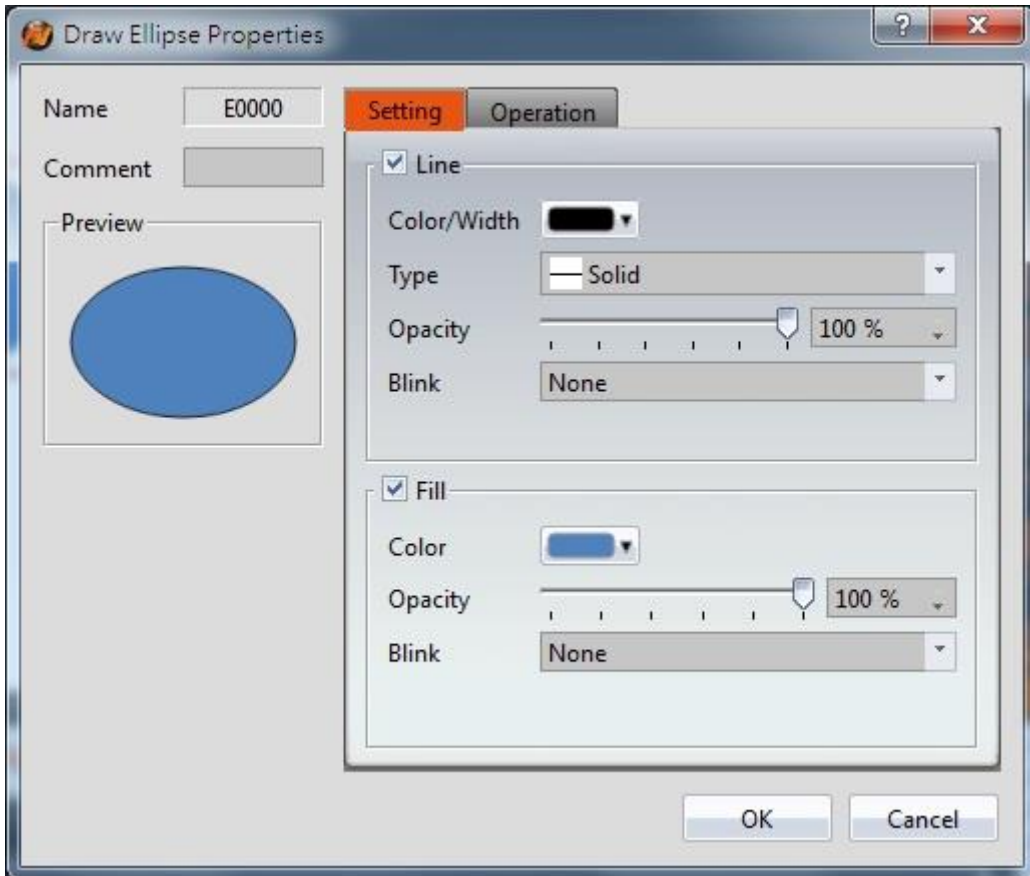 Draw Ellipse Properties
?
Name
E0000
Comment
Preview
Setting
Operation
Line
Color/Width
Type
Solid
Opacity
100 %
Blink
None
Fill
Color
Opacity
100 %
Blink
None
OK
Cancel